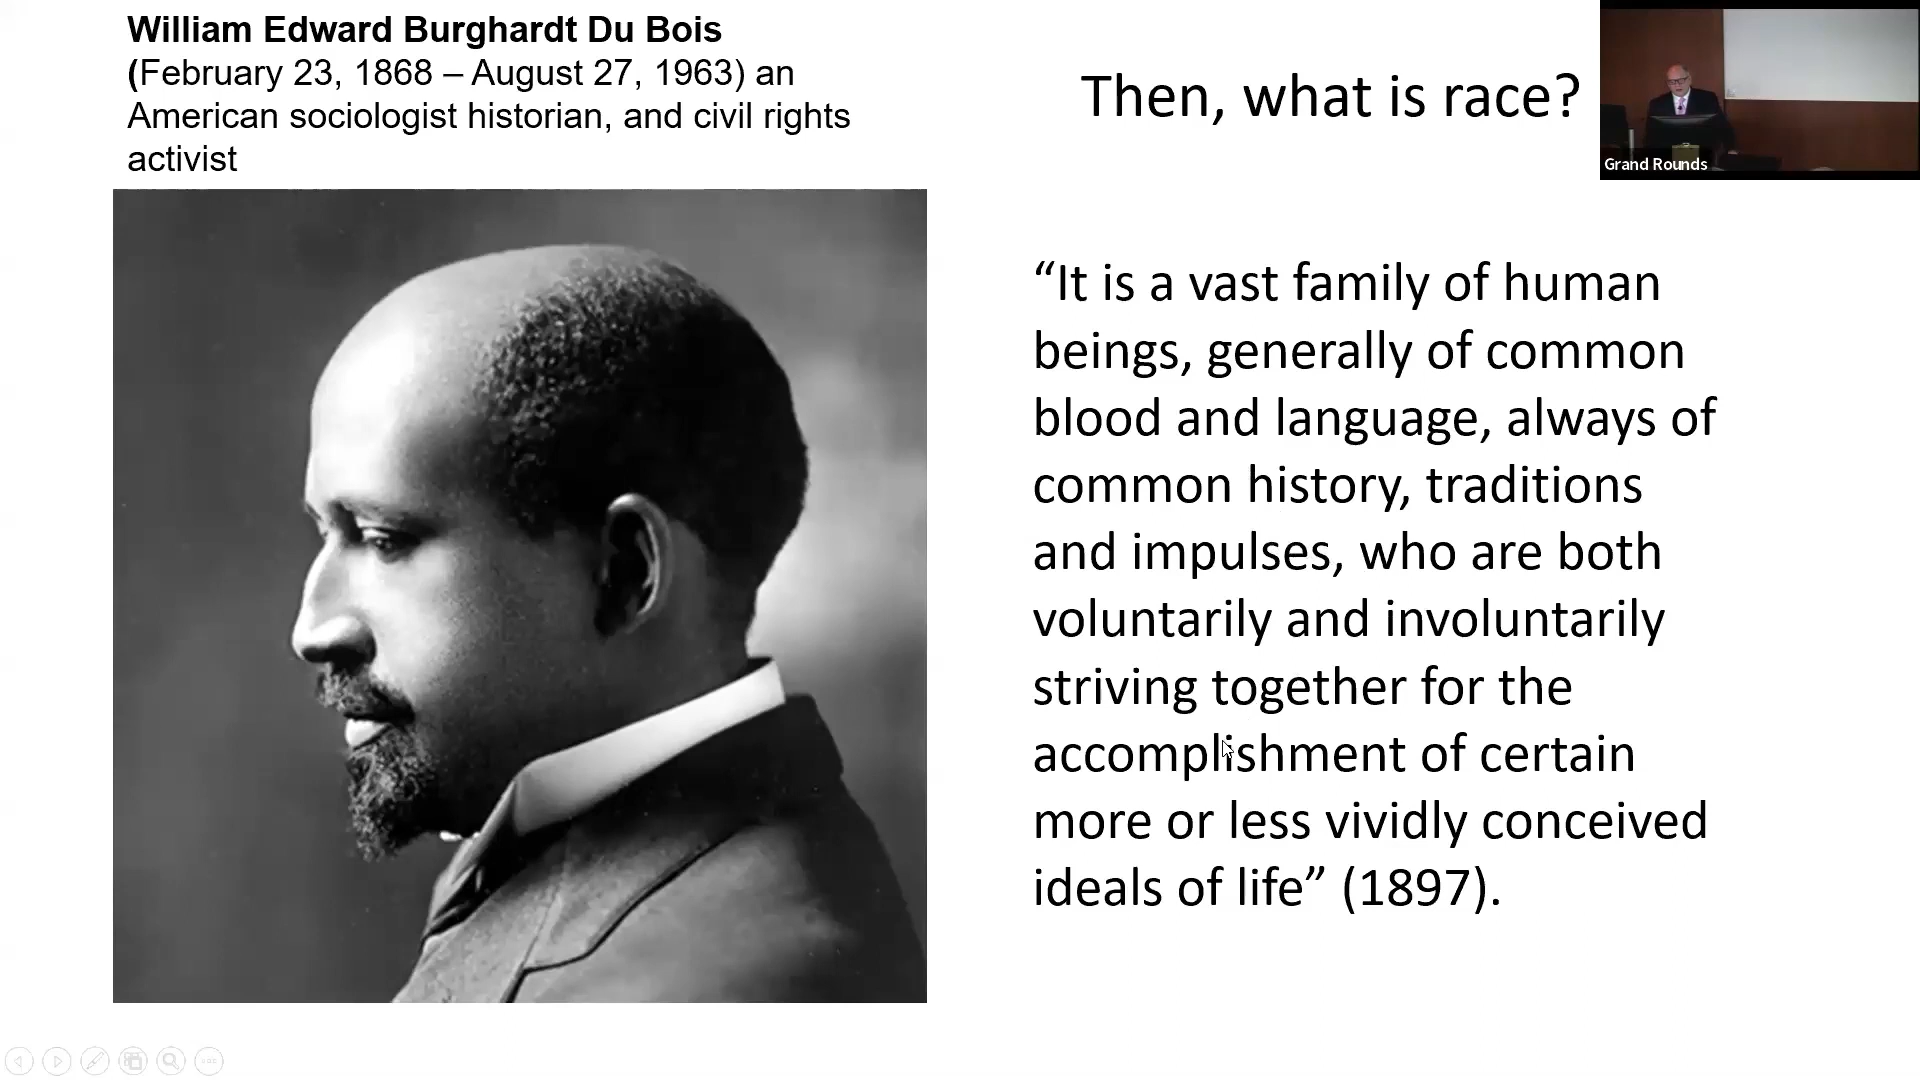 William Edward Burghardt Du Bois
(February 23, 1868 – August 27, 1963) an
American sociologist historian, and civil rights
activist
Then, what is race?
Grand Rounds
“It is a vast family of human
beings, generally of common
blood and language, always of
common history, traditions
and impulses, who are both
voluntarily and involuntarily
striving together for the
accomplishment of certain
more or less vividly conceived
ideals of life” (1897).